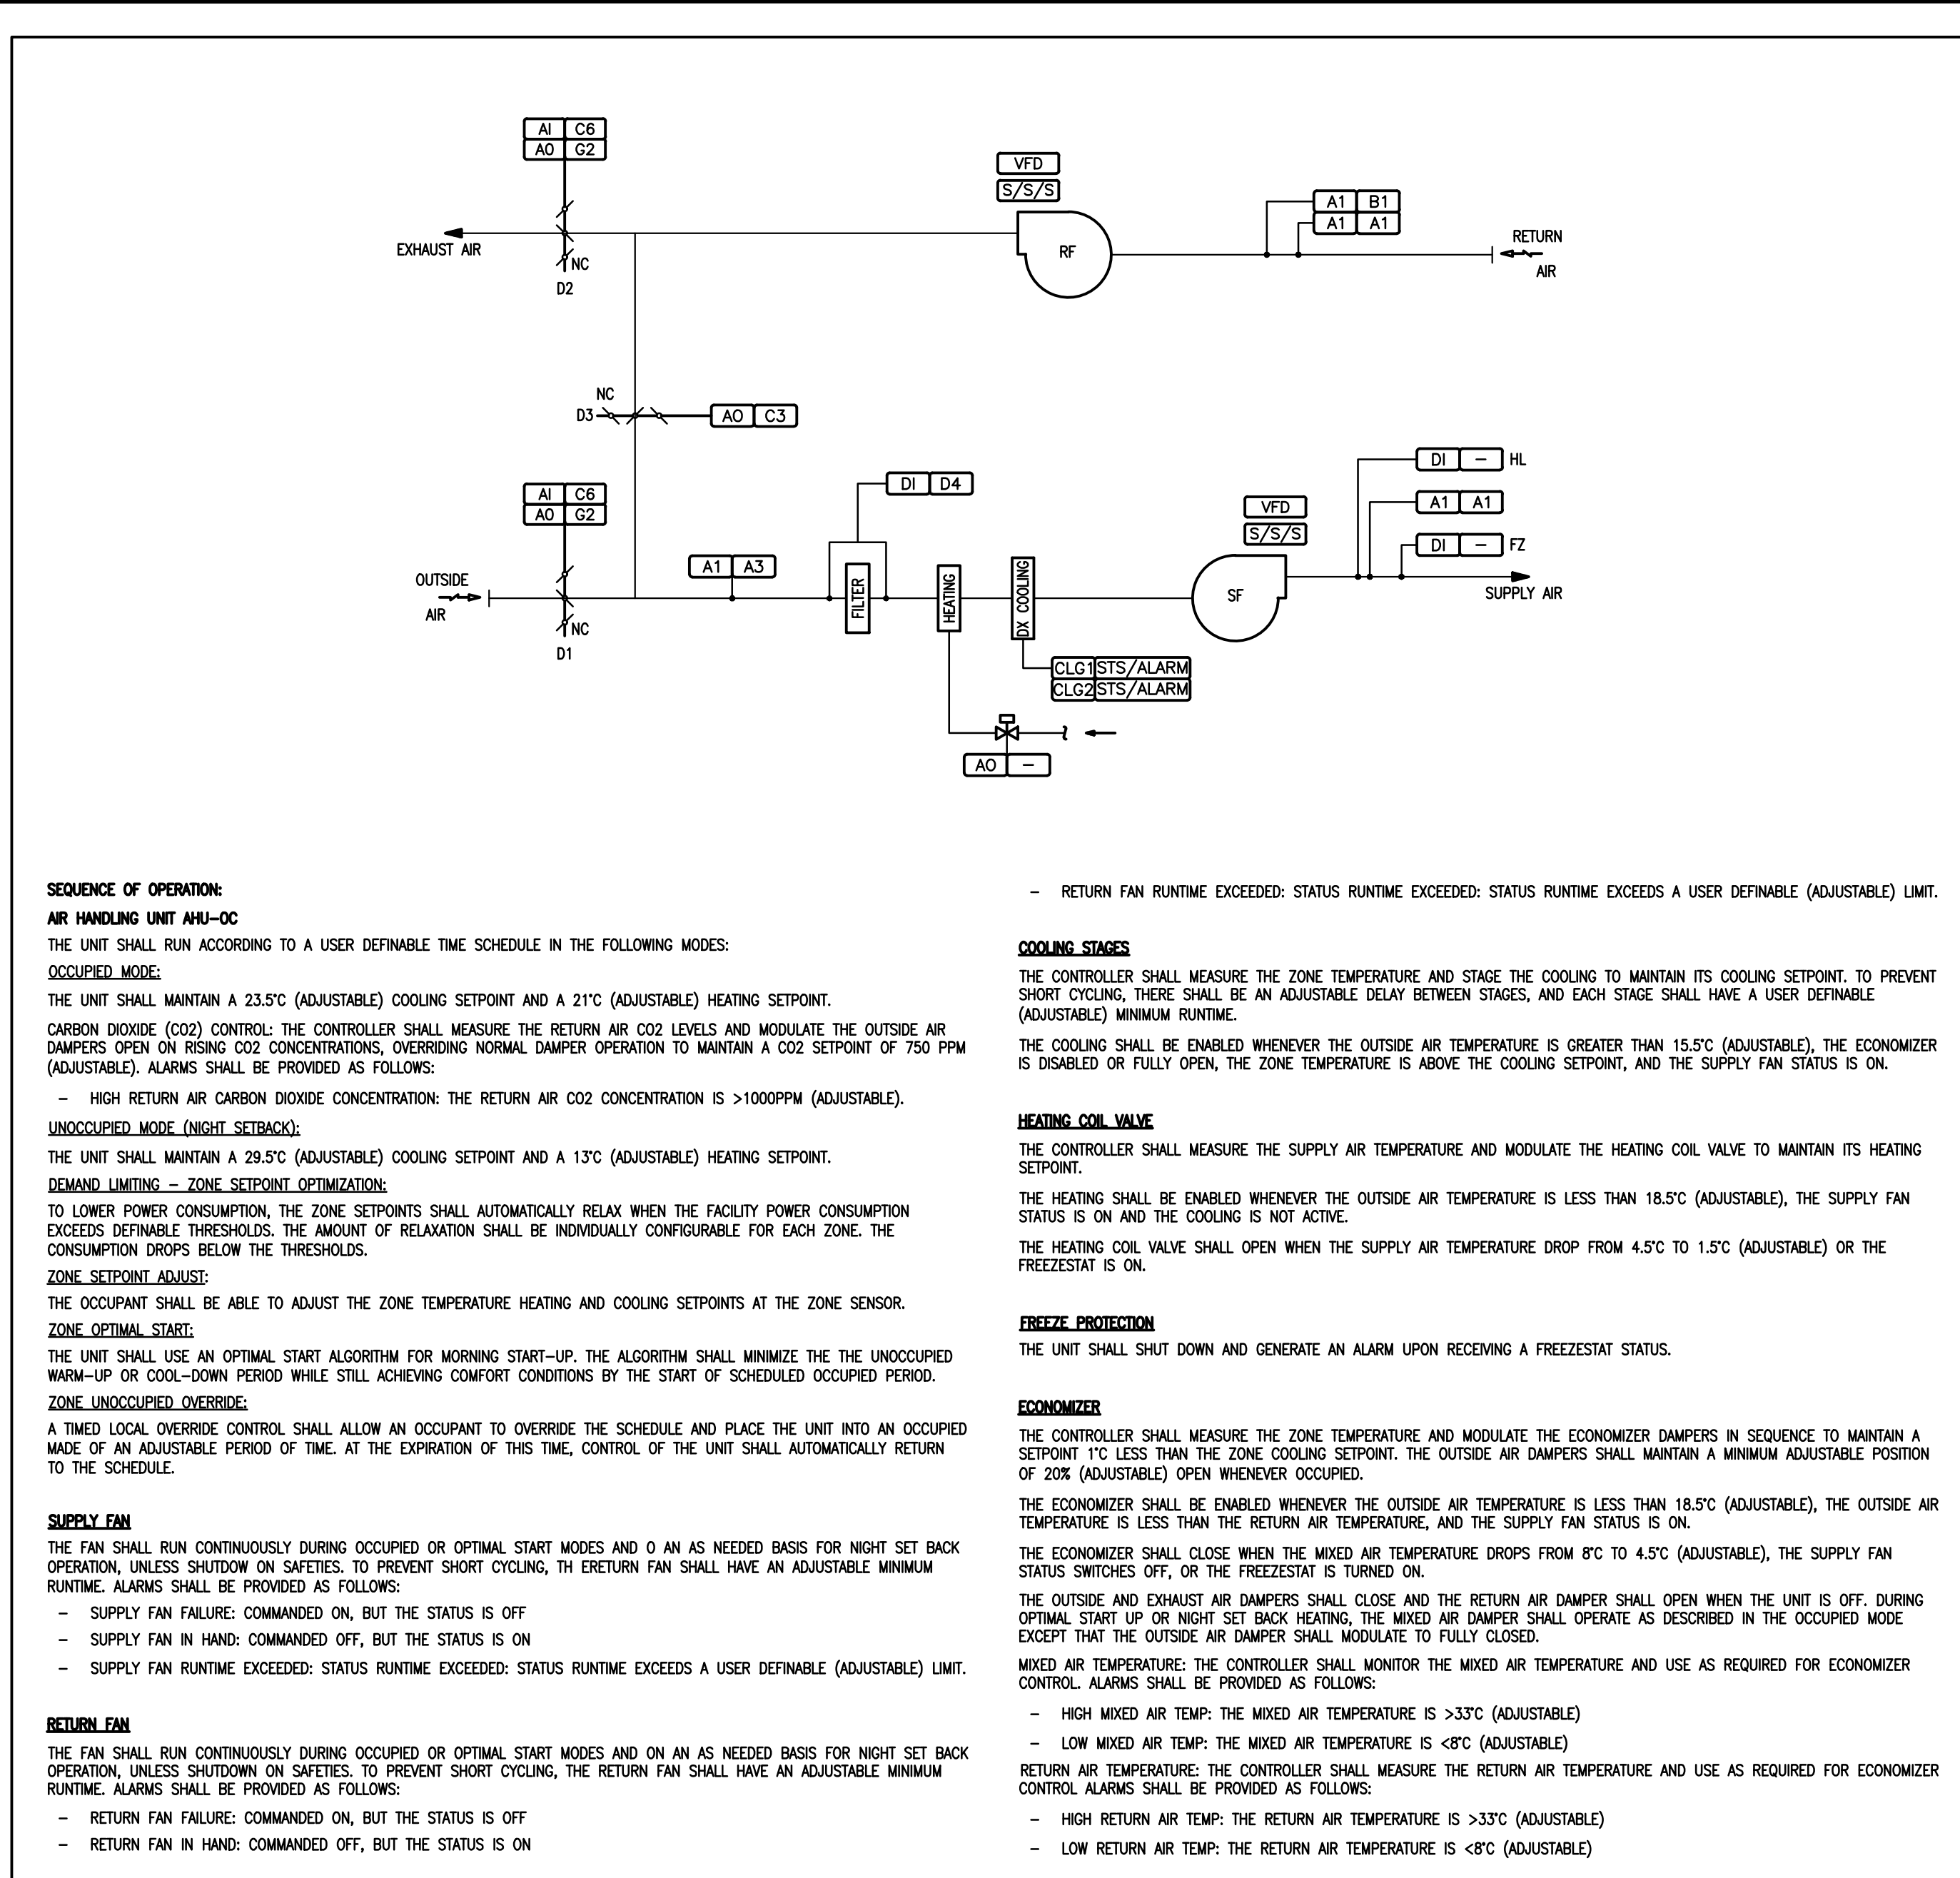 AI C6
AO G2
VFD
S/S/S
A1 B1
A1 A1
RETURN
AIR
EXHAUST AIR
RF
NC
D2
NC
D3
AO C3
DI - HL
AI C6
AO G2
DI D4
VFD
S/S/S
A1 A1
DI - FZ
A1 A3
OUTSIDE
AIR
FILTER
HEATING
DX COOLING
SF
SUPPLY AIR
NC
D1
CLG1 STS/ALARM
CLG2 STS/ALARM
AO -
SEQUENCE OF OPERATION:
AIR HANDLING UNIT AHU-OC
THE UNIT SHALL RUN ACCORDING TO A USER DEFINABLE TIME SCHEDULE IN THE FOLLOWING MODES:
OCCUPIED MODE:
THE UNIT SHALL MAINTAIN A 23.5°C (ADJUSTABLE) COOLING SETPOINT AND A 21°C (ADJUSTABLE) HEATING SETPOINT.
CARBON DIOXIDE (CO2) CONTROL: THE CONTROLLER SHALL MEASURE THE RETURN AIR CO2 LEVELS AND MODULATE THE OUTSIDE AIR
DAMPERS OPEN ON RISING CO2 CONCENTRATIONS, OVERRIDING NORMAL DAMPER OPERATION TO MAINTAIN A CO2 SETPOINT OF 750 PPM
(ADJUSTABLE). ALARMS SHALL BE PROVIDED AS FOLLOWS:
- HIGH RETURN AIR CARBON DIOXIDE CONCENTRATION: THE RETURN AIR CO2 CONCENTRATION IS >1000PPM (ADJUSTABLE).
UNOCCUPIED MODE (NIGHT SETBACK):
THE UNIT SHALL MAINTAIN A 29.5°C (ADJUSTABLE) COOLING SETPOINT AND A 13°C (ADJUSTABLE) HEATING SETPOINT.
DEMAND LIMITING - ZONE SETPOINT OPTIMIZATION:
TO LOWER POWER CONSUMPTION, THE ZONE SETPOINTS SHALL AUTOMATICALLY RELAX WHEN THE FACILITY POWER CONSUMPTION
EXCEEDS DEFINABLE THRESHOLDS. THE AMOUNT OF RELAXATION SHALL BE INDIVIDUALLY CONFIGURABLE FOR EACH ZONE. THE
CONSUMPTION DROPS BELOW THE THRESHOLDS.
ZONE SETPOINT ADJUST:
THE OCCUPANT SHALL BE ABLE TO ADJUST THE ZONE TEMPERATURE HEATING AND COOLING SETPOINTS AT THE ZONE SENSOR.
ZONE OPTIMAL START:
THE UNIT SHALL USE AN OPTIMAL START ALGORITHM FOR MORNING START-UP. THE ALGORITHM SHALL MINIMIZE THE THE UNOCCUPIED
WARM-UP OR COOL-DOWN PERIOD WHILE STILL ACHIEVING COMFORT CONDITIONS BY THE START OF SCHEDULED OCCUPIED PERIOD.
ZONE UNOCCUPIED OVERRIDE:
A TIMED LOCAL OVERRIDE CONTROL SHALL ALLOW AN OCCUPANT TO OVERRIDE THE SCHEDULE AND PLACE THE UNIT INTO AN OCCUPIED
MADE OF AN ADJUSTABLE PERIOD OF TIME. AT THE EXPIRATION OF THIS TIME, CONTROL OF THE UNIT SHALL AUTOMATICALLY RETURN
TO THE SCHEDULE.
SUPPLY FAN
THE FAN SHALL RUN CONTINUOUSLY DURING OCCUPIED OR OPTIMAL START MODES AND O AN AS NEEDED BASIS FOR NIGHT SET BACK
OPERATION, UNLESS SHUTDOW ON SAFETIES. TO PREVENT SHORT CYCLING, TH ERETURN FAN SHALL HAVE AN ADJUSTABLE MINIMUM
RUNTIME. ALARMS SHALL BE PROVIDED AS FOLLOWS:
- SUPPLY FAN FAILURE: COMMANDED ON, BUT THE STATUS IS OFF
- SUPPLY FAN IN HAND: COMMANDED OFF, BUT THE STATUS IS ON
- SUPPLY FAN RUNTIME EXCEEDED: STATUS RUNTIME EXCEEDED: STATUS RUNTIME EXCEEDS A USER DEFINABLE (ADJUSTABLE) LIMIT.
RETURN FAN
THE FAN SHALL RUN CONTINUOUSLY DURING OCCUPIED OR OPTIMAL START MODES AND ON AN AS NEEDED BASIS FOR NIGHT SET BACK
OPERATION, UNLESS SHUTDOWN ON SAFETIES. TO PREVENT SHORT CYCLING, THE RETURN FAN SHALL HAVE AN ADJUSTABLE MINIMUM
RUNTIME. ALARMS SHALL BE PROVIDED AS FOLLOWS:
- RETURN FAN FAILURE: COMMANDED ON, BUT THE STATUS IS OFF
- RETURN FAN IN HAND: COMMANDED OFF, BUT THE STATUS IS ON
- RETURN FAN RUNTIME EXCEEDED: STATUS RUNTIME EXCEEDED: STATUS RUNTIME EXCEEDS A USER DEFINABLE (ADJUSTABLE) LIMIT.
COOLING STAGES
THE CONTROLLER SHALL MEASURE THE ZONE TEMPERATURE AND STAGE THE COOLING TO MAINTAIN ITS COOLING SETPOINT. TO PREVENT
SHORT CYCLING, THERE SHALL BE AN ADJUSTABLE DELAY BETWEEN STAGES, AND EACH STAGE SHALL HAVE A USER DEFINABLE
(ADJUSTABLE) MINIMUM RUNTIME.
THE COOLING SHALL BE ENABLED WHENEVER THE OUTSIDE AIR TEMPERATURE IS GREATER THAN 15.5°C (ADJUSTABLE), THE ECONOMIZER
IS DISABLED OR FULLY OPEN, THE ZONE TEMPERATURE IS ABOVE THE COOLING SETPOINT, AND THE SUPPLY FAN STATUS IS ON.
HEATING COIL VALVE
THE CONTROLLER SHALL MEASURE THE SUPPLY AIR TEMPERATURE AND MODULATE THE HEATING COIL VALVE TO MAINTAIN ITS HEATING
SETPOINT.
THE HEATING SHALL BE ENABLED WHENEVER THE OUTSIDE AIR TEMPERATURE IS LESS THAN 18.5°C (ADJUSTABLE), THE SUPPLY FAN
STATUS IS ON AND THE COOLING IS NOT ACTIVE.
THE HEATING COIL VALVE SHALL OPEN WHEN THE SUPPLY AIR TEMPERATURE DROP FROM 4.5°C TO 1.5°C (ADJUSTABLE) OR THE
FREEZESTAT IS ON.
FREEZE PROTECTION
THE UNIT SHALL SHUT DOWN AND GENERATE AN ALARM UPON RECEIVING A FREEZESTAT STATUS.
ECONOMIZER
THE CONTROLLER SHALL MEASURE THE ZONE TEMPERATURE AND MODULATE THE ECONOMIZER DAMPERS IN SEQUENCE TO MAINTAIN A
SETPOINT 1°C LESS THAN THE ZONE COOLING SETPOINT. THE OUTSIDE AIR DAMPERS SHALL MAINTAIN A MINIMUM ADJUSTABLE POSITION
OF 20% (ADJUSTABLE) OPEN WHENEVER OCCUPIED.
THE ECONOMIZER SHALL BE ENABLED WHENEVER THE OUTSIDE AIR TEMPERATURE IS LESS THAN 18.5°C (ADJUSTABLE), THE OUTSIDE AIR
TEMPERATURE IS LESS THAN THE RETURN AIR TEMPERATURE, AND THE SUPPLY FAN STATUS IS ON.
THE ECONOMIZER SHALL CLOSE WHEN THE MIXED AIR TEMPERATURE DROPS FROM 8°C TO 4.5°C (ADJUSTABLE), THE SUPPLY FAN
STATUS SWITCHES OFF, OR THE FREEZESTAT IS TURNED ON.
THE OUTSIDE AND EXHAUST AIR DAMPERS SHALL CLOSE AND THE RETURN AIR DAMPER SHALL OPEN WHEN THE UNIT IS OFF. DURING
OPTIMAL START UP OR NIGHT SET BACK HEATING, THE MIXED AIR DAMPER SHALL OPERATE AS DESCRIBED IN THE OCCUPIED MODE
EXCEPT THAT THE OUTSIDE AIR DAMPER SHALL MODULATE TO FULLY CLOSED.
MIXED AIR TEMPERATURE: THE CONTROLLER SHALL MONITOR THE MIXED AIR TEMPERATURE AND USE AS REQUIRED FOR ECONOMIZER
CONTROL. ALARMS SHALL BE PROVIDED AS FOLLOWS:
- HIGH MIXED AIR TEMP: THE MIXED AIR TEMPERATURE IS >33°C (ADJUSTABLE)
- LOW MIXED AIR TEMP: THE MIXED AIR TEMPERATURE IS <8°C (ADJUSTABLE)
RETURN AIR TEMPERATURE: THE CONTROLLER SHALL MEASURE THE RETURN AIR TEMPERATURE AND USE AS REQUIRED FOR ECONOMIZER
CONTROL ALARMS SHALL BE PROVIDED AS FOLLOWS:
- HIGH RETURN AIR TEMP: THE RETURN AIR TEMPERATURE IS >33°C (ADJUSTABLE)
- LOW RETURN AIR TEMP: THE RETURN AIR TEMPERATURE IS <8°C (ADJUSTABLE)